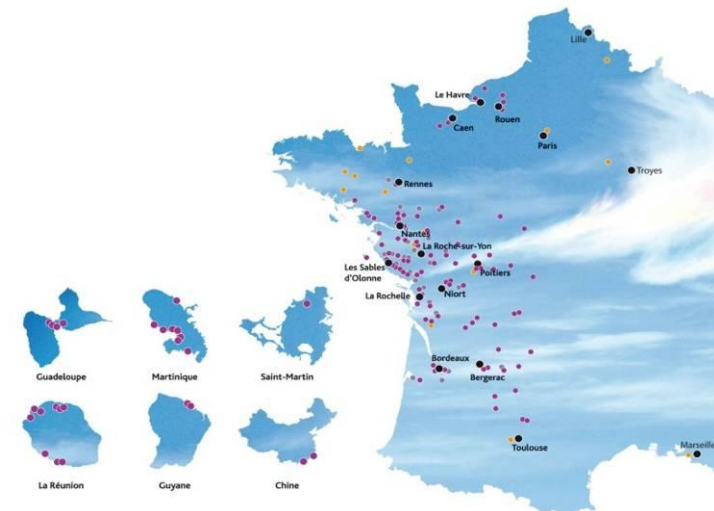 Lille
Le Havre
Rouen
Caen
Paris
Troyes
Rennes
Nantes
La Roche-sur-Yon
Les Sables
d'Olonne
Poitiers
La Rochelle
Niort
Bordeaux
Bergerac
Toulouse
Marseille
Guadeloupe
Martinique
Saint-Martin
La Réunion
Guyane
Chine